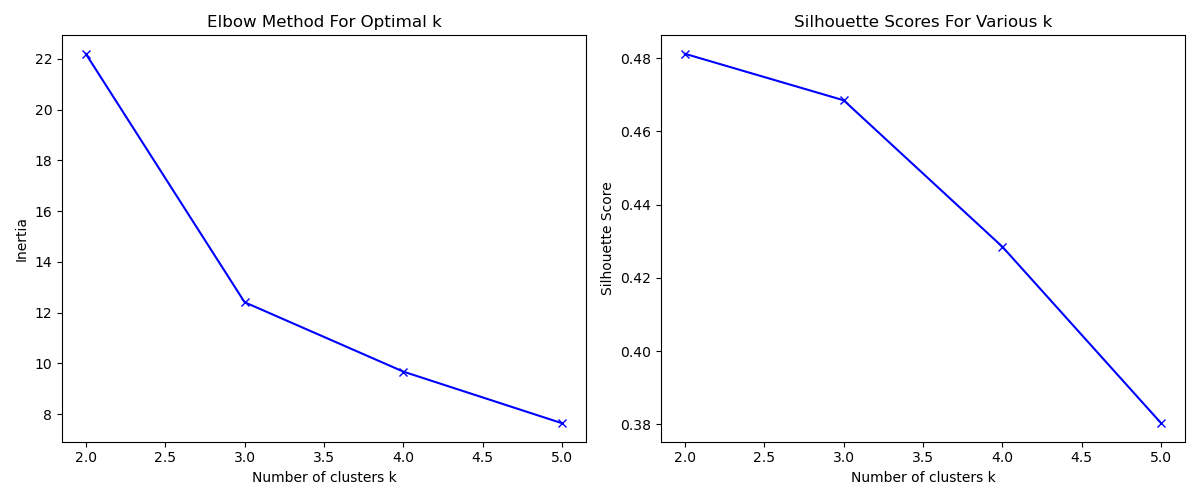 Elbow Method For Optimal k
22
20
18
16
14
12
10
8
Inertia
2.0 2.5 3.0 3.5 4.0 4.5 5.0
Number of clusters k
Silhouette Scores For Various k
0.48
0.46
0.44
0.42
0.40
0.38
Silhouette Score
2.0 2.5 3.0 3.5 4.0 4.5 5.0
Number of clusters k